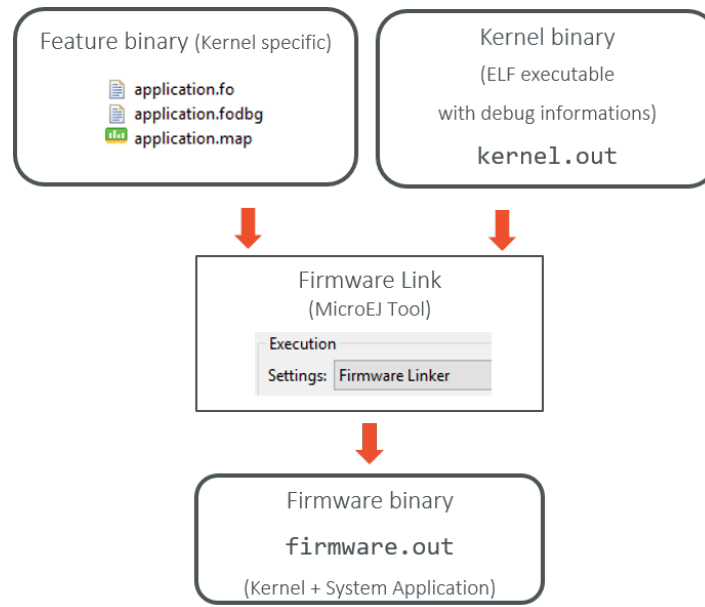 Feature binary (Kernel specific)
application.fo
application.fodbg
application.map
Kernel binary
(ELF executable
with debug informations)
kernel.out
Firmware Link
(MicroEJ Tool)
Execution
Settings: Firmware Linker
Firmware binary
firmware.out
(Kernel + System Application)